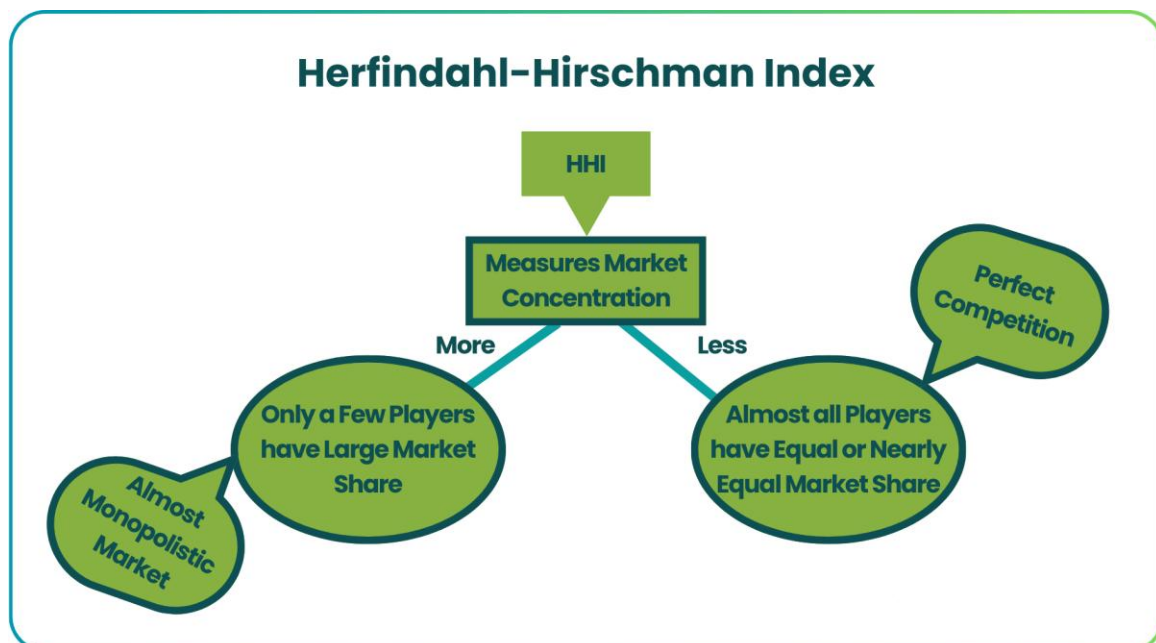 Herfindahl-Hirschman Index
HHI
Measures Market
Concentration
More
Less
Only a Few Players
have Large Market
Share
Almost
Monopolistic
Market
Almost all Players
have Equal or Nearly
Equal Market Share
Perfect
Competition